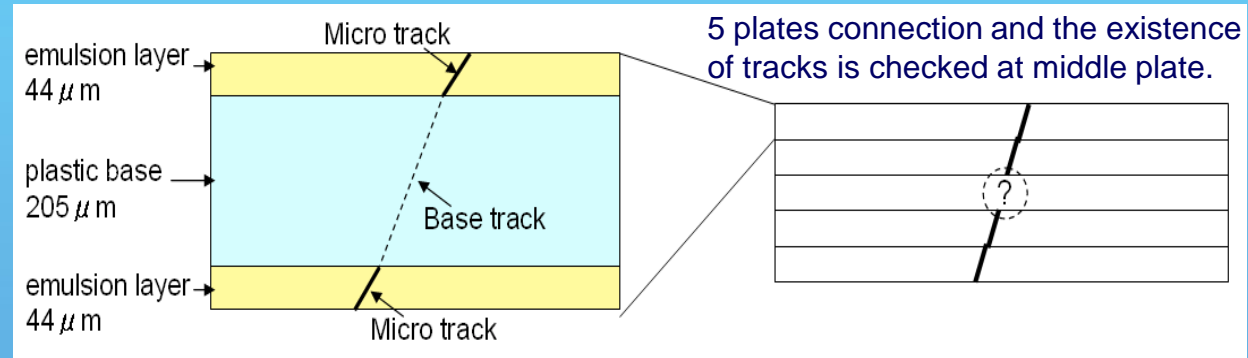 emulsion layer
44 μ m
Micro track
plastic base
205 μ m
Base track
emulsion layer
44 μ m
Micro track
5 plates connection and the existence
of tracks is checked at middle plate.
?